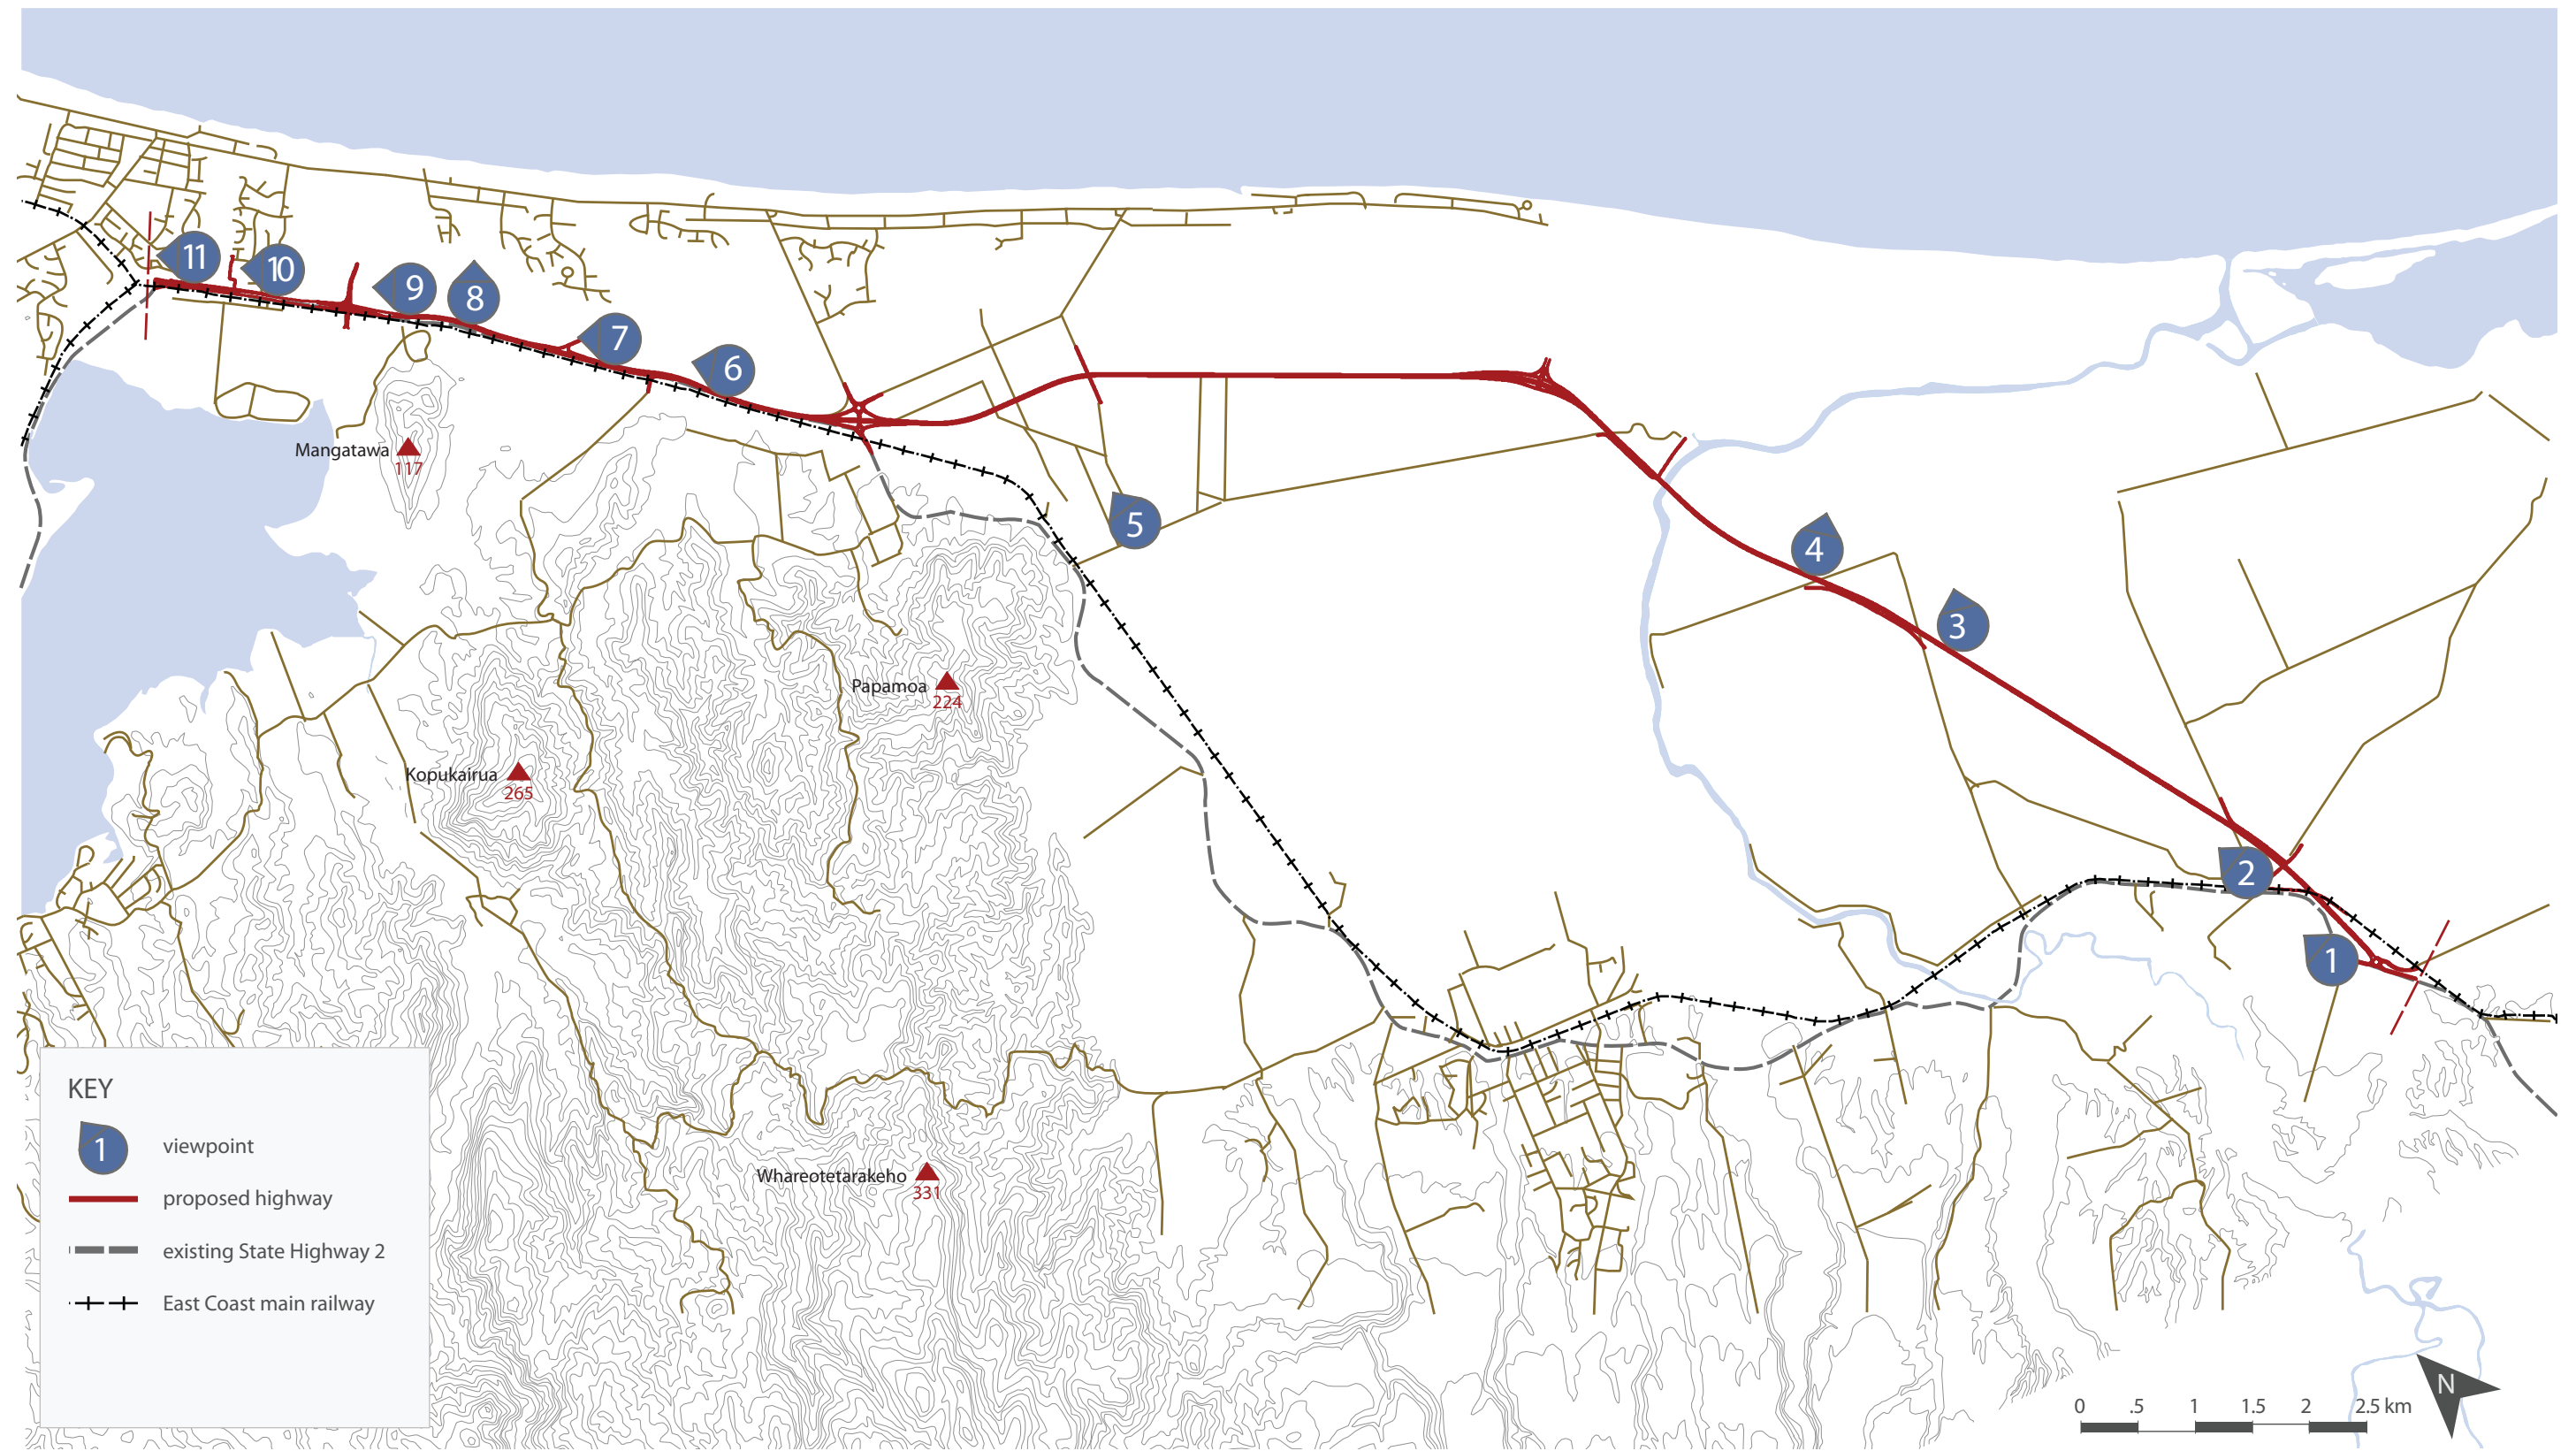 11
10
9
8
7
6
5
4
3
2
1
Mangatawa
117
Papamoa
224
Kopukairua
265
Whareotetarakeho
331
KEY
1 viewpoint
proposed highway
existing State Highway 2
East Coast main railway
N
0 .5 1 1.5 2 2.5 km